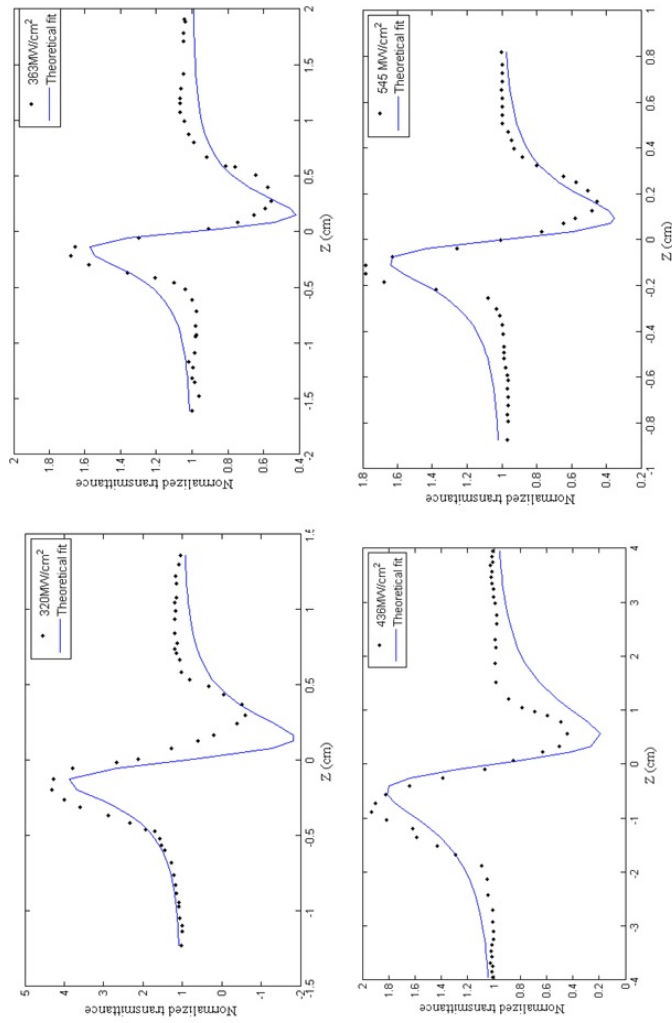 Normalized transmittance
5
4
3
2
1
0
-1
-2
320MW/cm²
Theoretical fit
-1.5 -1 -0.5 0 0.5 1 1.5
Z (cm)
Normalized transmittance
2
1.8
1.6
1.4
1.2
1
0.8
0.6
0.4
363MW/cm²
Theoretical fit
-2 -1.5 -1 -0.5 0 0.5 1 1.5 2
Z (cm)
Normalized transmittance
2
1.8
1.6
1.4
1.2
1
0.8
0.6
0.4
0.2
0
436MW/cm²
Theoretical fit
-4 -3 -2 -1 0 1 2 3 4
Z (cm)
Normalized transmittance
1.8
1.6
1.4
1.2
1
0.8
0.6
0.4
0.2
545 MW/cm²
Theoretical fit
-1 -0.8 -0.6 -0.4 -0.2 0 0.2 0.4 0.6 0.8 1
Z (cm)